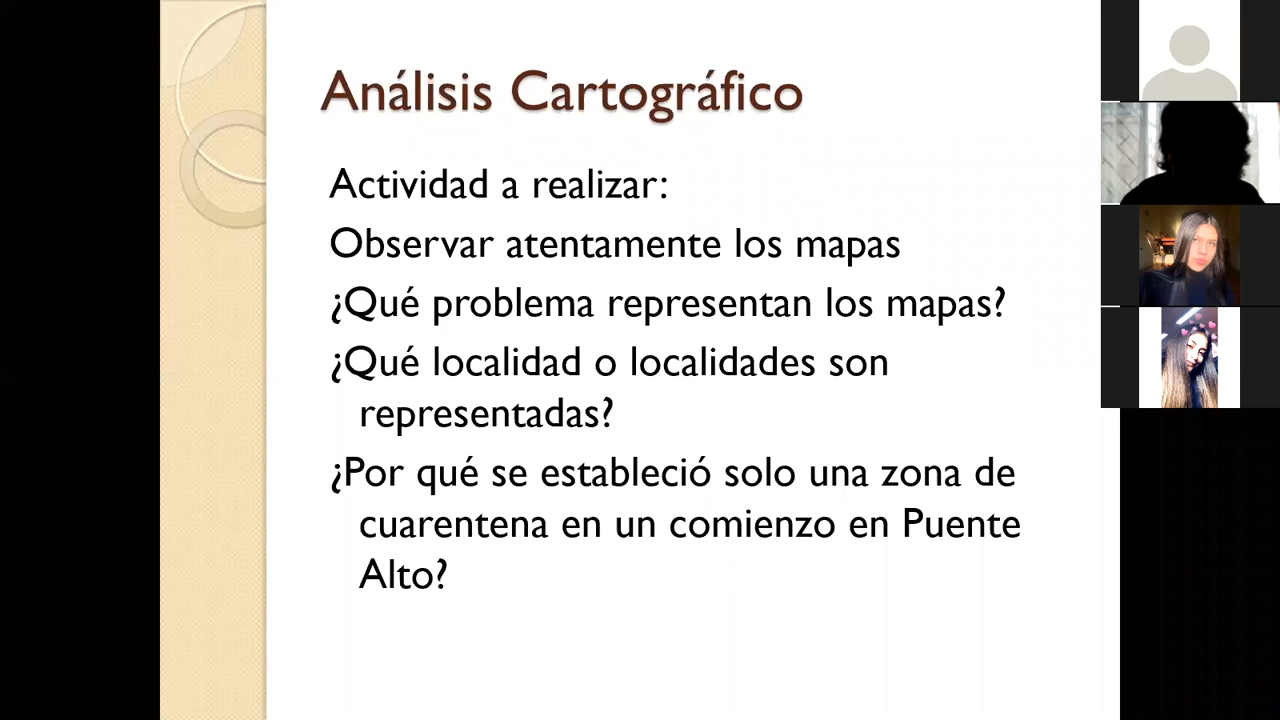 Análisis Cartográfico
Actividad a realizar:
Observar atentamente los mapas
¿Qué problema representan los mapas?
¿Qué localidad o localidades son
representadas?
¿Por qué se estableció solo una zona de
cuarentena en un comienzo en Puente
Alto?